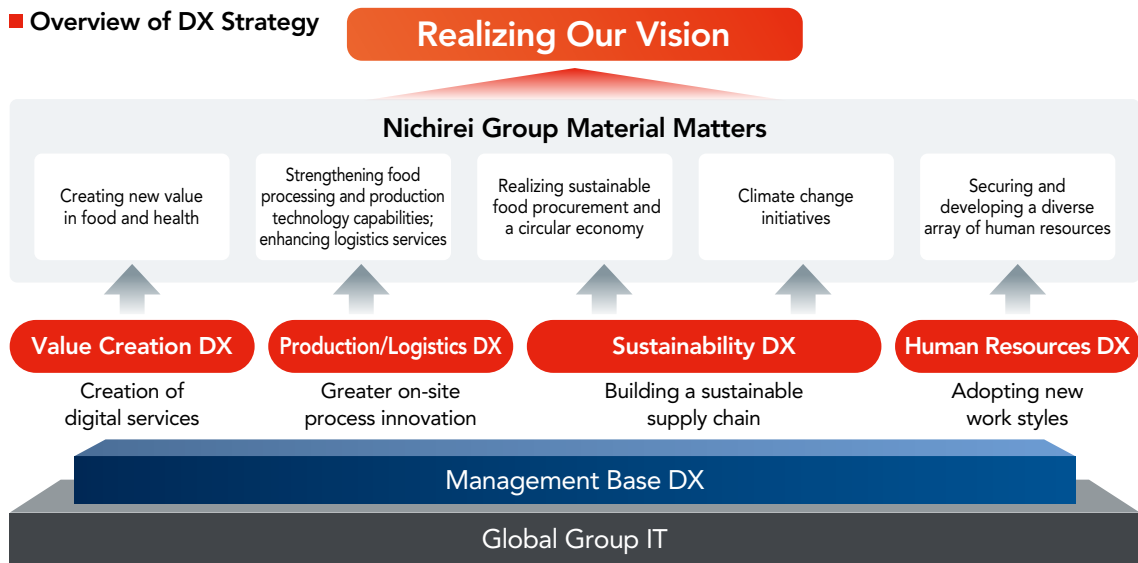 Overview of DX Strategy
Realizing Our Vision
Nichirei Group Material Matters
Creating new value
in food and health
Strengthening food
processing and production
technology capabilities;
enhancing logistics services
Realizing sustainable
food procurement and
a circular economy
Climate change
initiatives
Securing and
developing a diverse
array of human resources
Value Creation DX
Creation of
digital services
Production/Logistics DX
Greater on-site
process innovation
Sustainability DX
Building a sustainable
supply chain
Human Resources DX
Adopting new
work styles
Management Base DX
Global Group IT